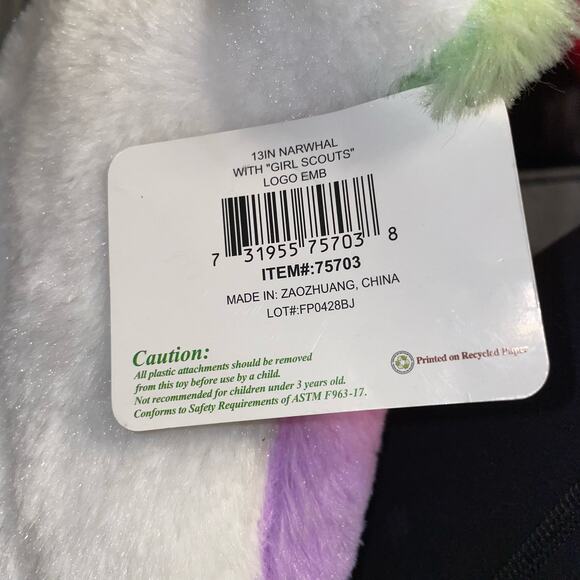 13IN NARWHAL
WITH "GIRL SCOUTS"
LOGO EMB
7 31955 75703 8
ITEM#:75703
MADE IN: ZAOZHUANG, CHINA
LOT#:FP0428BJ
Caution:
All plastic attachments should be removed
from this toy before use by a child.
Not recommended for children under 3 years old.
Conforms to Safety Requirements of ASTM F963-17.
Printed on Recycled Paper